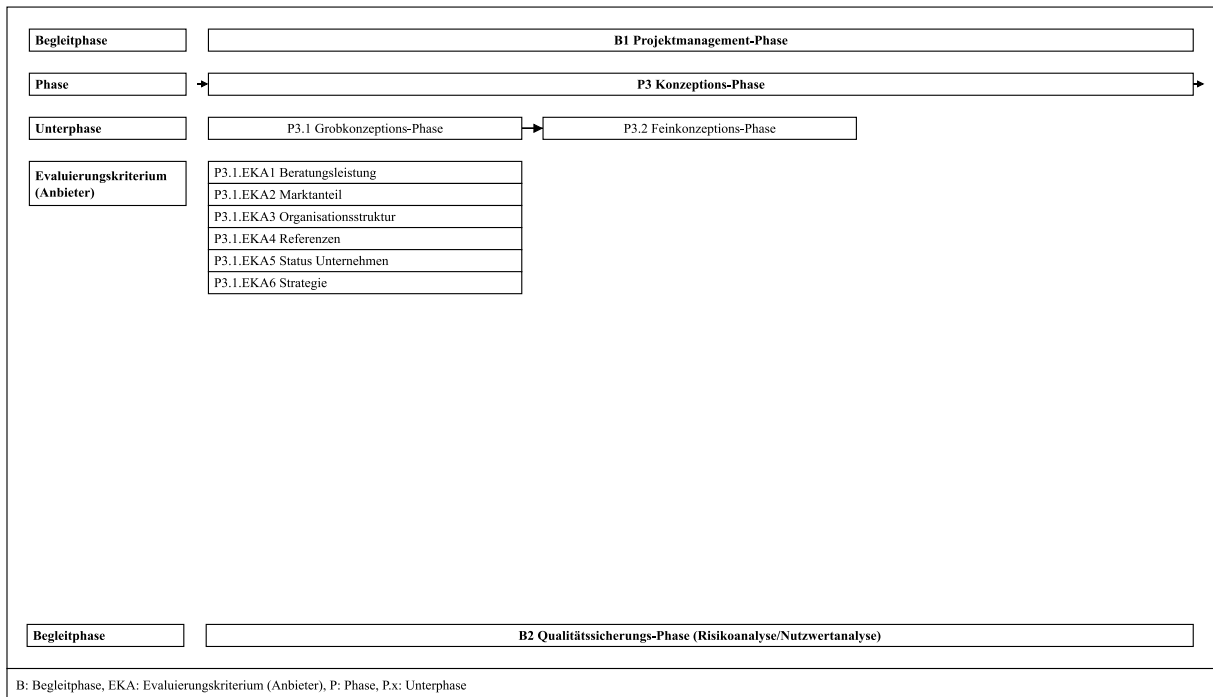 Begleitphase
B1 Projektmanagement-Phase
Phase
P3 Konzeptions-Phase
Unterphase
P3.1 Grobkonzeptions-Phase
P3.2 Feinkonzeptions-Phase
Evaluierungskriterium
(Anbieter)
P3.1.EKA1 Beratungsleistung
P3.1.EKA2 Marktanteil
P3.1.EKA3 Organisationsstruktur
P3.1.EKA4 Referenzen
P3.1.EKA5 Status Unternehmen
P3.1.EKA6 Strategie
Begleitphase
B2 Qualitätssicherungs-Phase (Risikoanalyse/Nutzwertanalyse)
B: Begleitphase, EKA: Evaluierungskriterium (Anbieter), P: Phase, P.x: Unterphase